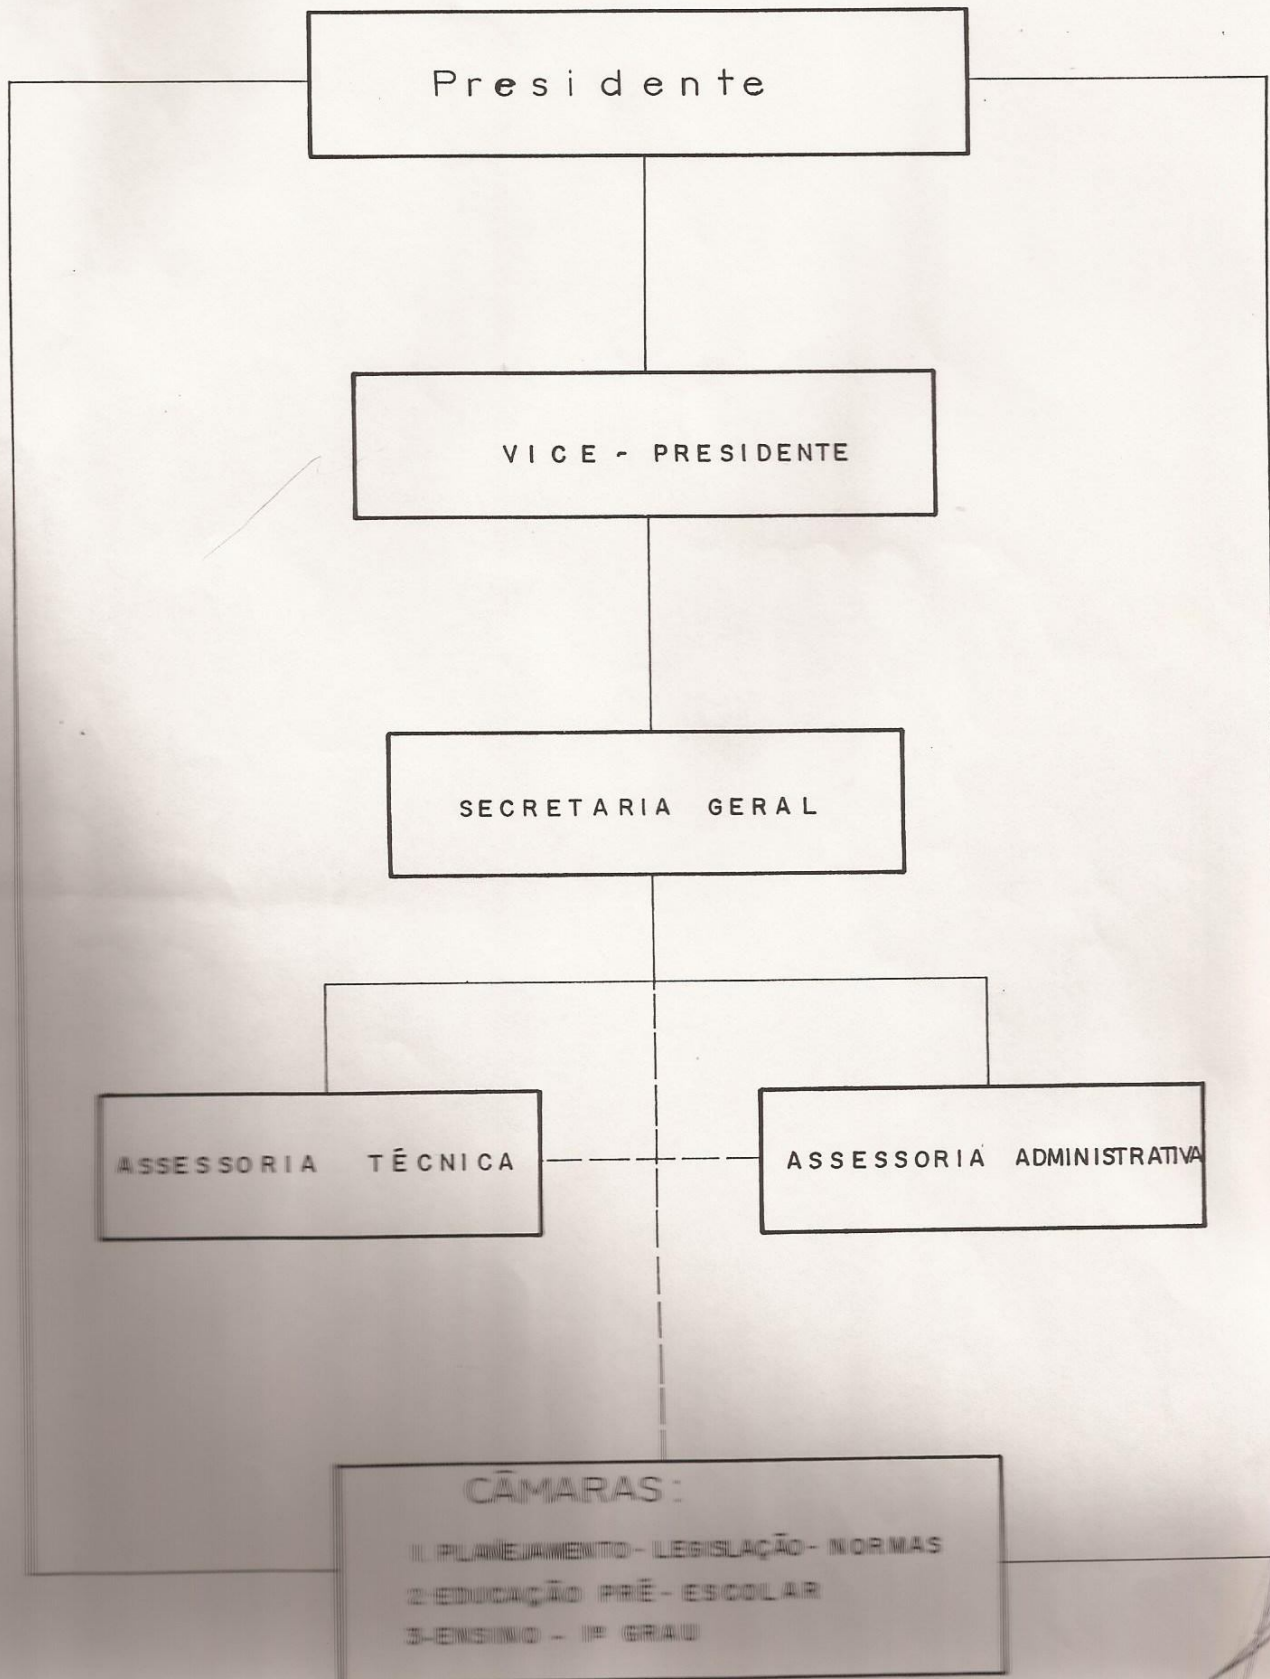 Presidente
VICE - PRESIDENTE
SECRETARIA GERAL
ASSESSORIA TÉCNICA
ASSESSORIA ADMINISTRATIVA
CÂMARAS:
1. PLANEJAMENTO - LEGISLAÇÃO - NORMAS
2-EDUCAÇÃO PRÉ - ESCOLAR
3-ENSINO - 1º GRAU